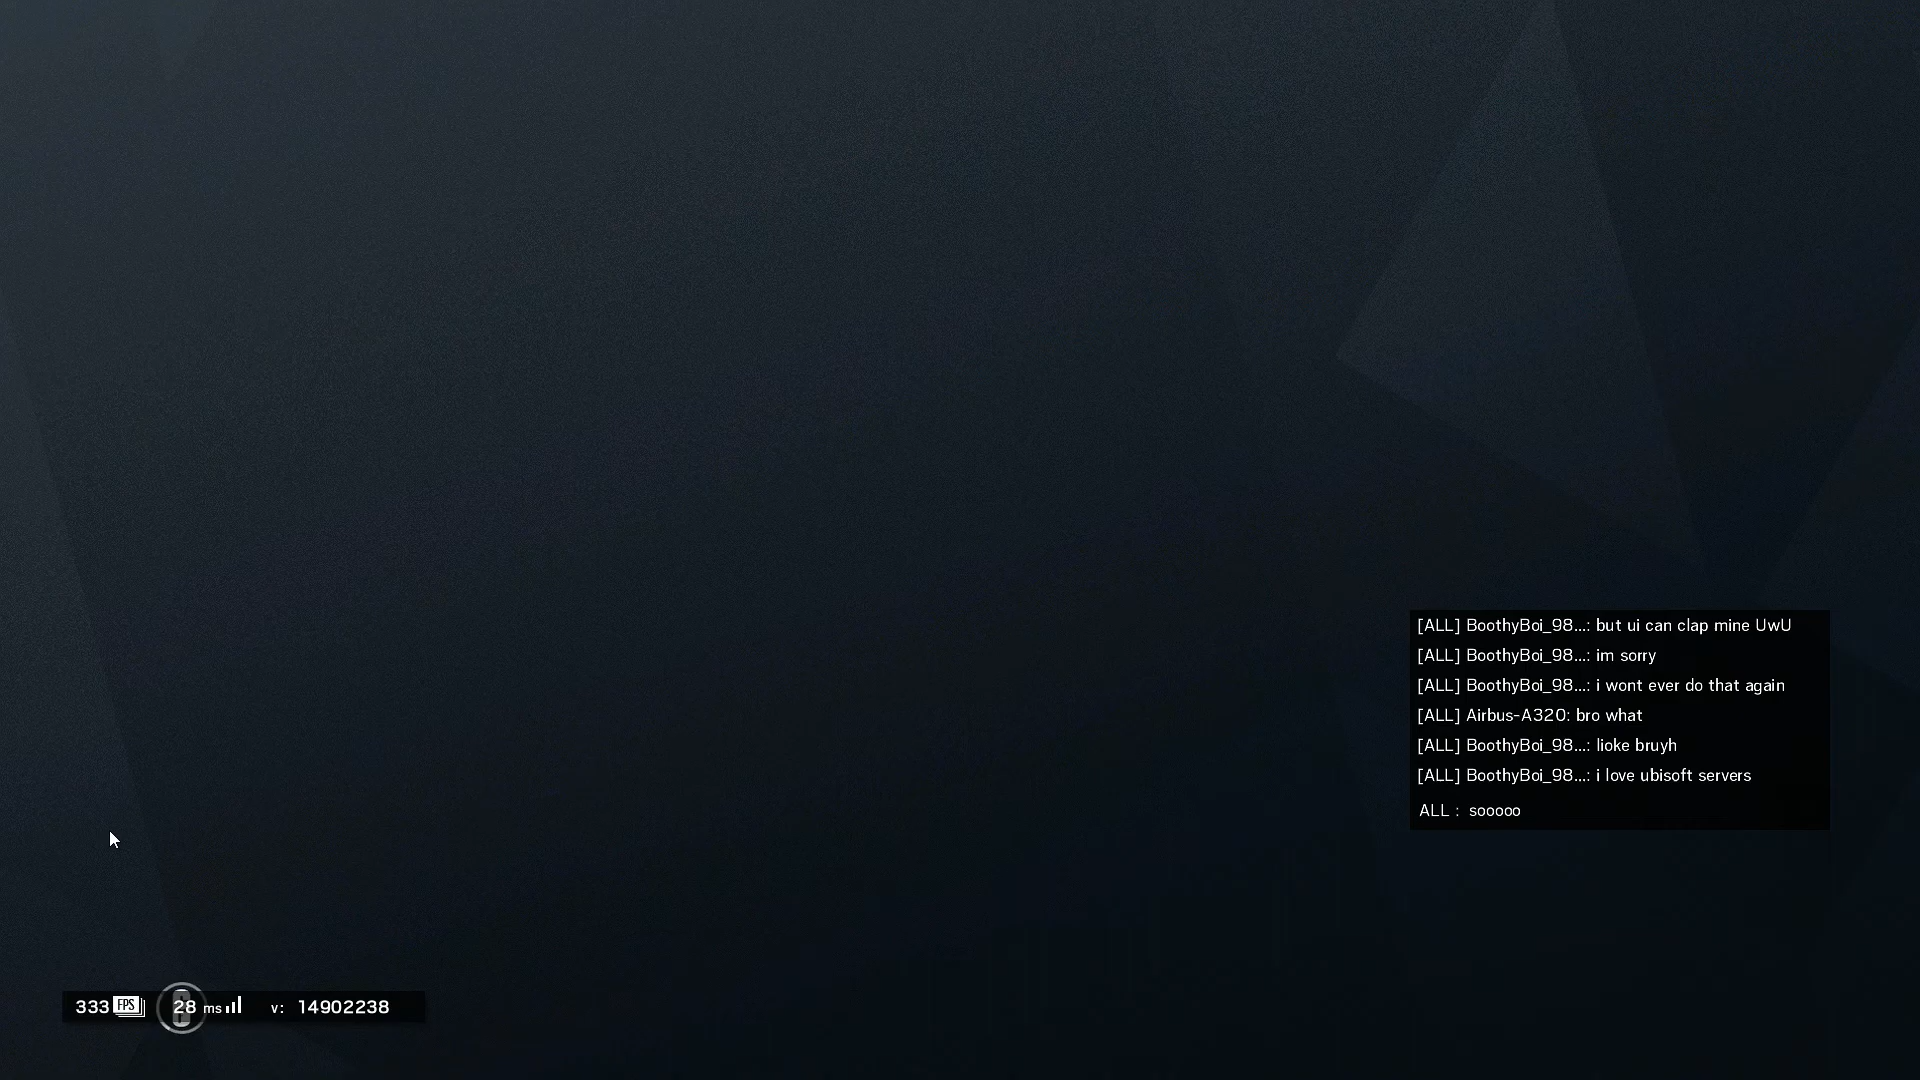 [ALL] BoothyBoi_98...: but ui can clap mine UwU
[ALL] BoothyBoi_98...: im sorry
[ALL] BoothyBoi_98...: i wont ever do that again
[ALL] Airbus-A320: bro what
[ALL] BoothyBoi_98...: lioke bruyh
[ALL] BoothyBoi_98...: i love ubisoft servers
ALL : sooooo
333 FPS 28 ms v: 14902238